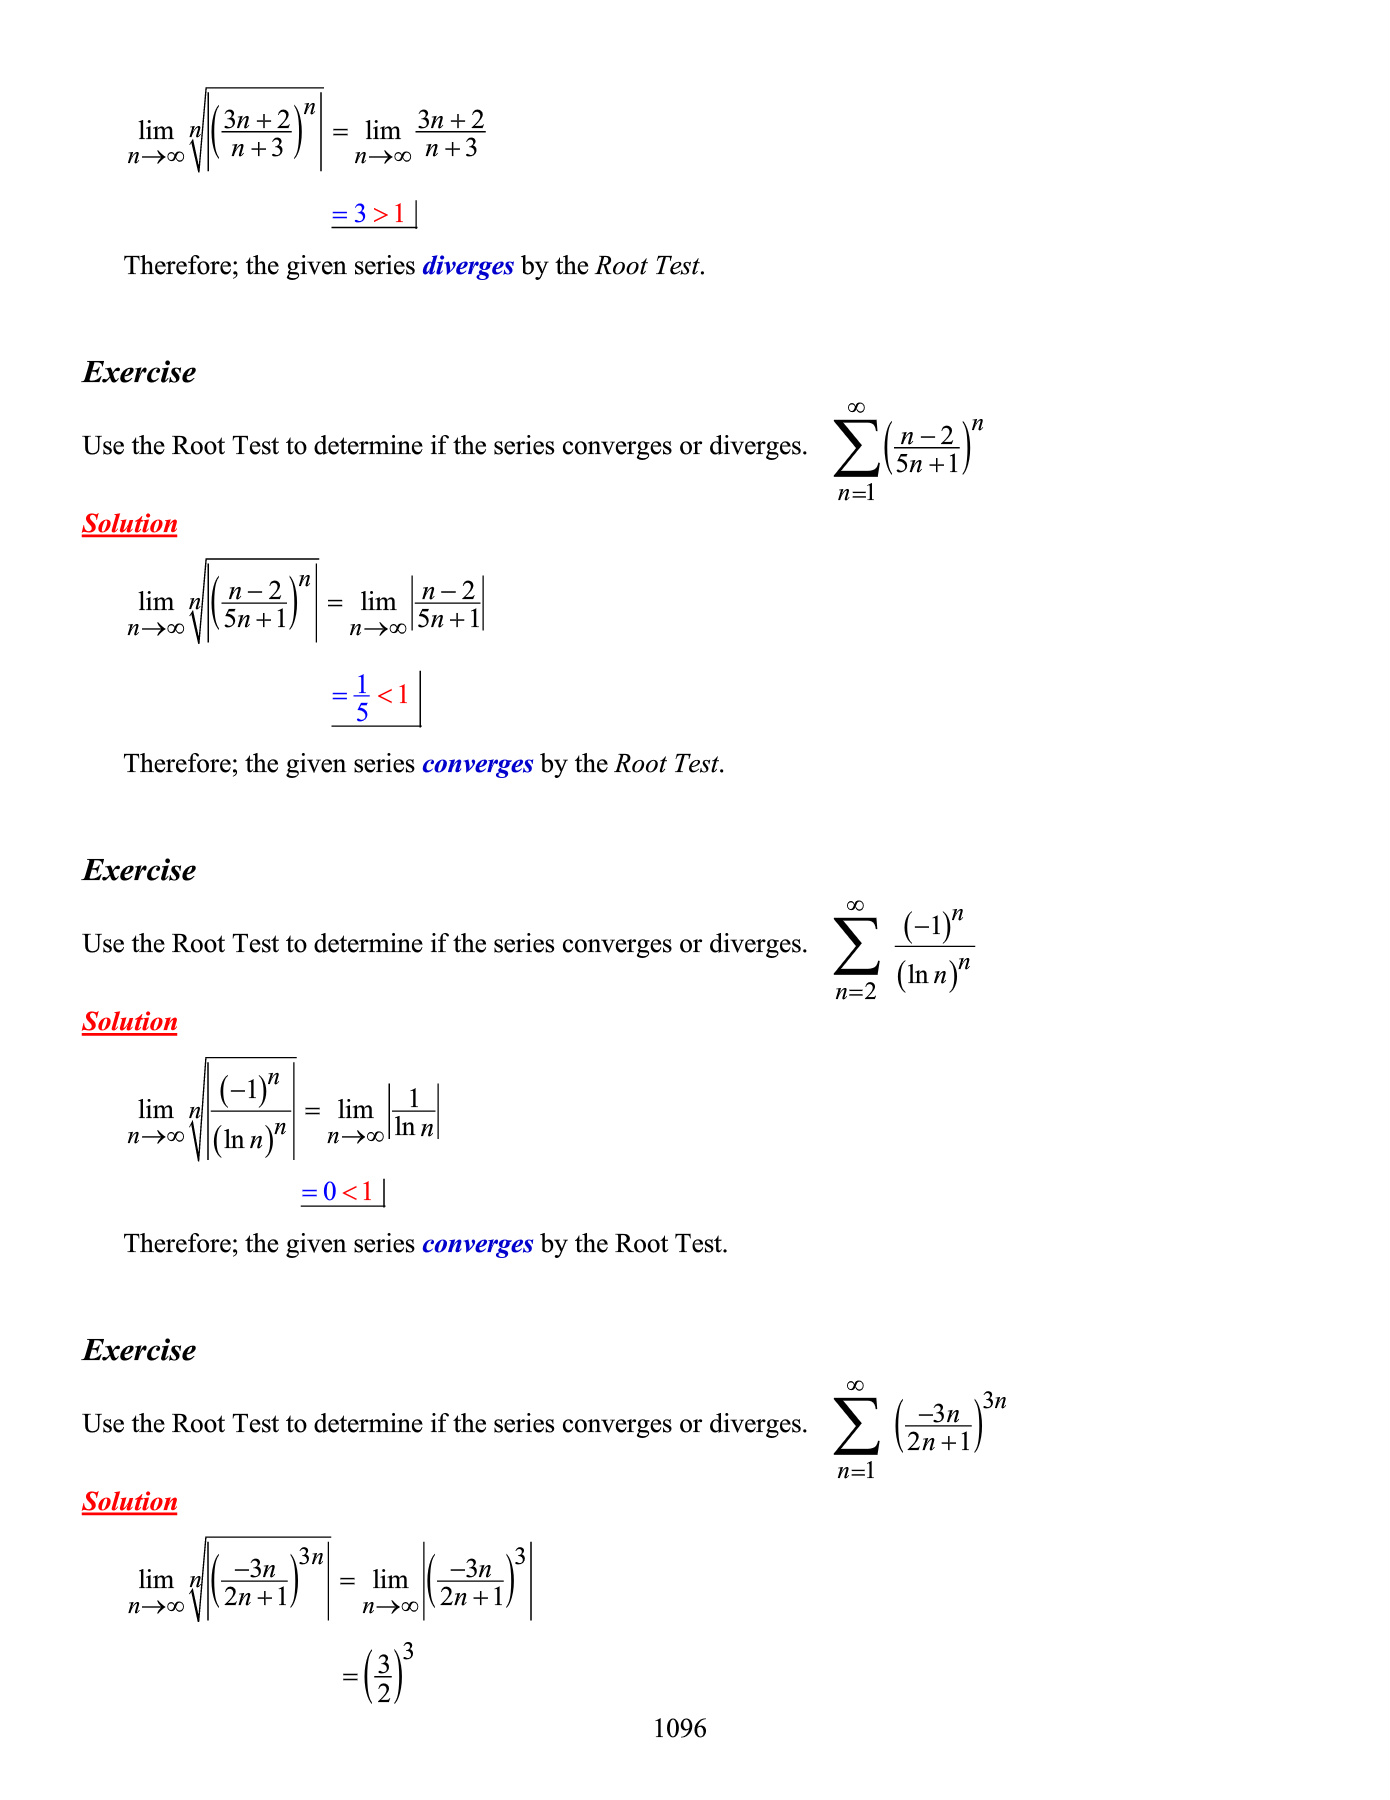 $\lim_{n\to\infty} \sqrt[n]{\left|\left(\frac{3n+2}{n+3}\right)^n\right|} = \lim_{n\to\infty} \frac{3n+2}{n+3}$
$= 3 > 1$
Therefore; the given series diverges by the Root Test.
Exercise
Use the Root Test to determine if the series converges or diverges. $\sum_{n=1}^{\infty} \left(\frac{n-2}{5n+1}\right)^n$
Solution
$\lim_{n\to\infty} \sqrt[n]{\left|\left(\frac{n-2}{5n+1}\right)^n\right|} = \lim_{n\to\infty} \left|\frac{n-2}{5n+1}\right|$
$= \frac{1}{5} < 1$
Therefore; the given series converges by the Root Test.
Exercise
Use the Root Test to determine if the series converges or diverges. $\sum_{n=2}^{\infty} \frac{(-1)^n}{(\ln n)^n}$
Solution
$\lim_{n\to\infty} \sqrt[n]{\left|\frac{(-1)^n}{(\ln n)^n}\right|} = \lim_{n\to\infty} \left|\frac{1}{\ln n}\right|$
$= 0 < 1$
Therefore; the given series converges by the Root Test.
Exercise
Use the Root Test to determine if the series converges or diverges. $\sum_{n=1}^{\infty} \left(\frac{-3n}{2n+1}\right)^{3n}$
Solution
$\lim_{n\to\infty} \sqrt[n]{\left|\left(\frac{-3n}{2n+1}\right)^{3n}\right|} = \lim_{n\to\infty} \left|\left(\frac{-3n}{2n+1}\right)^3\right|$
$= \left(\frac{3}{2}\right)^3$
1096